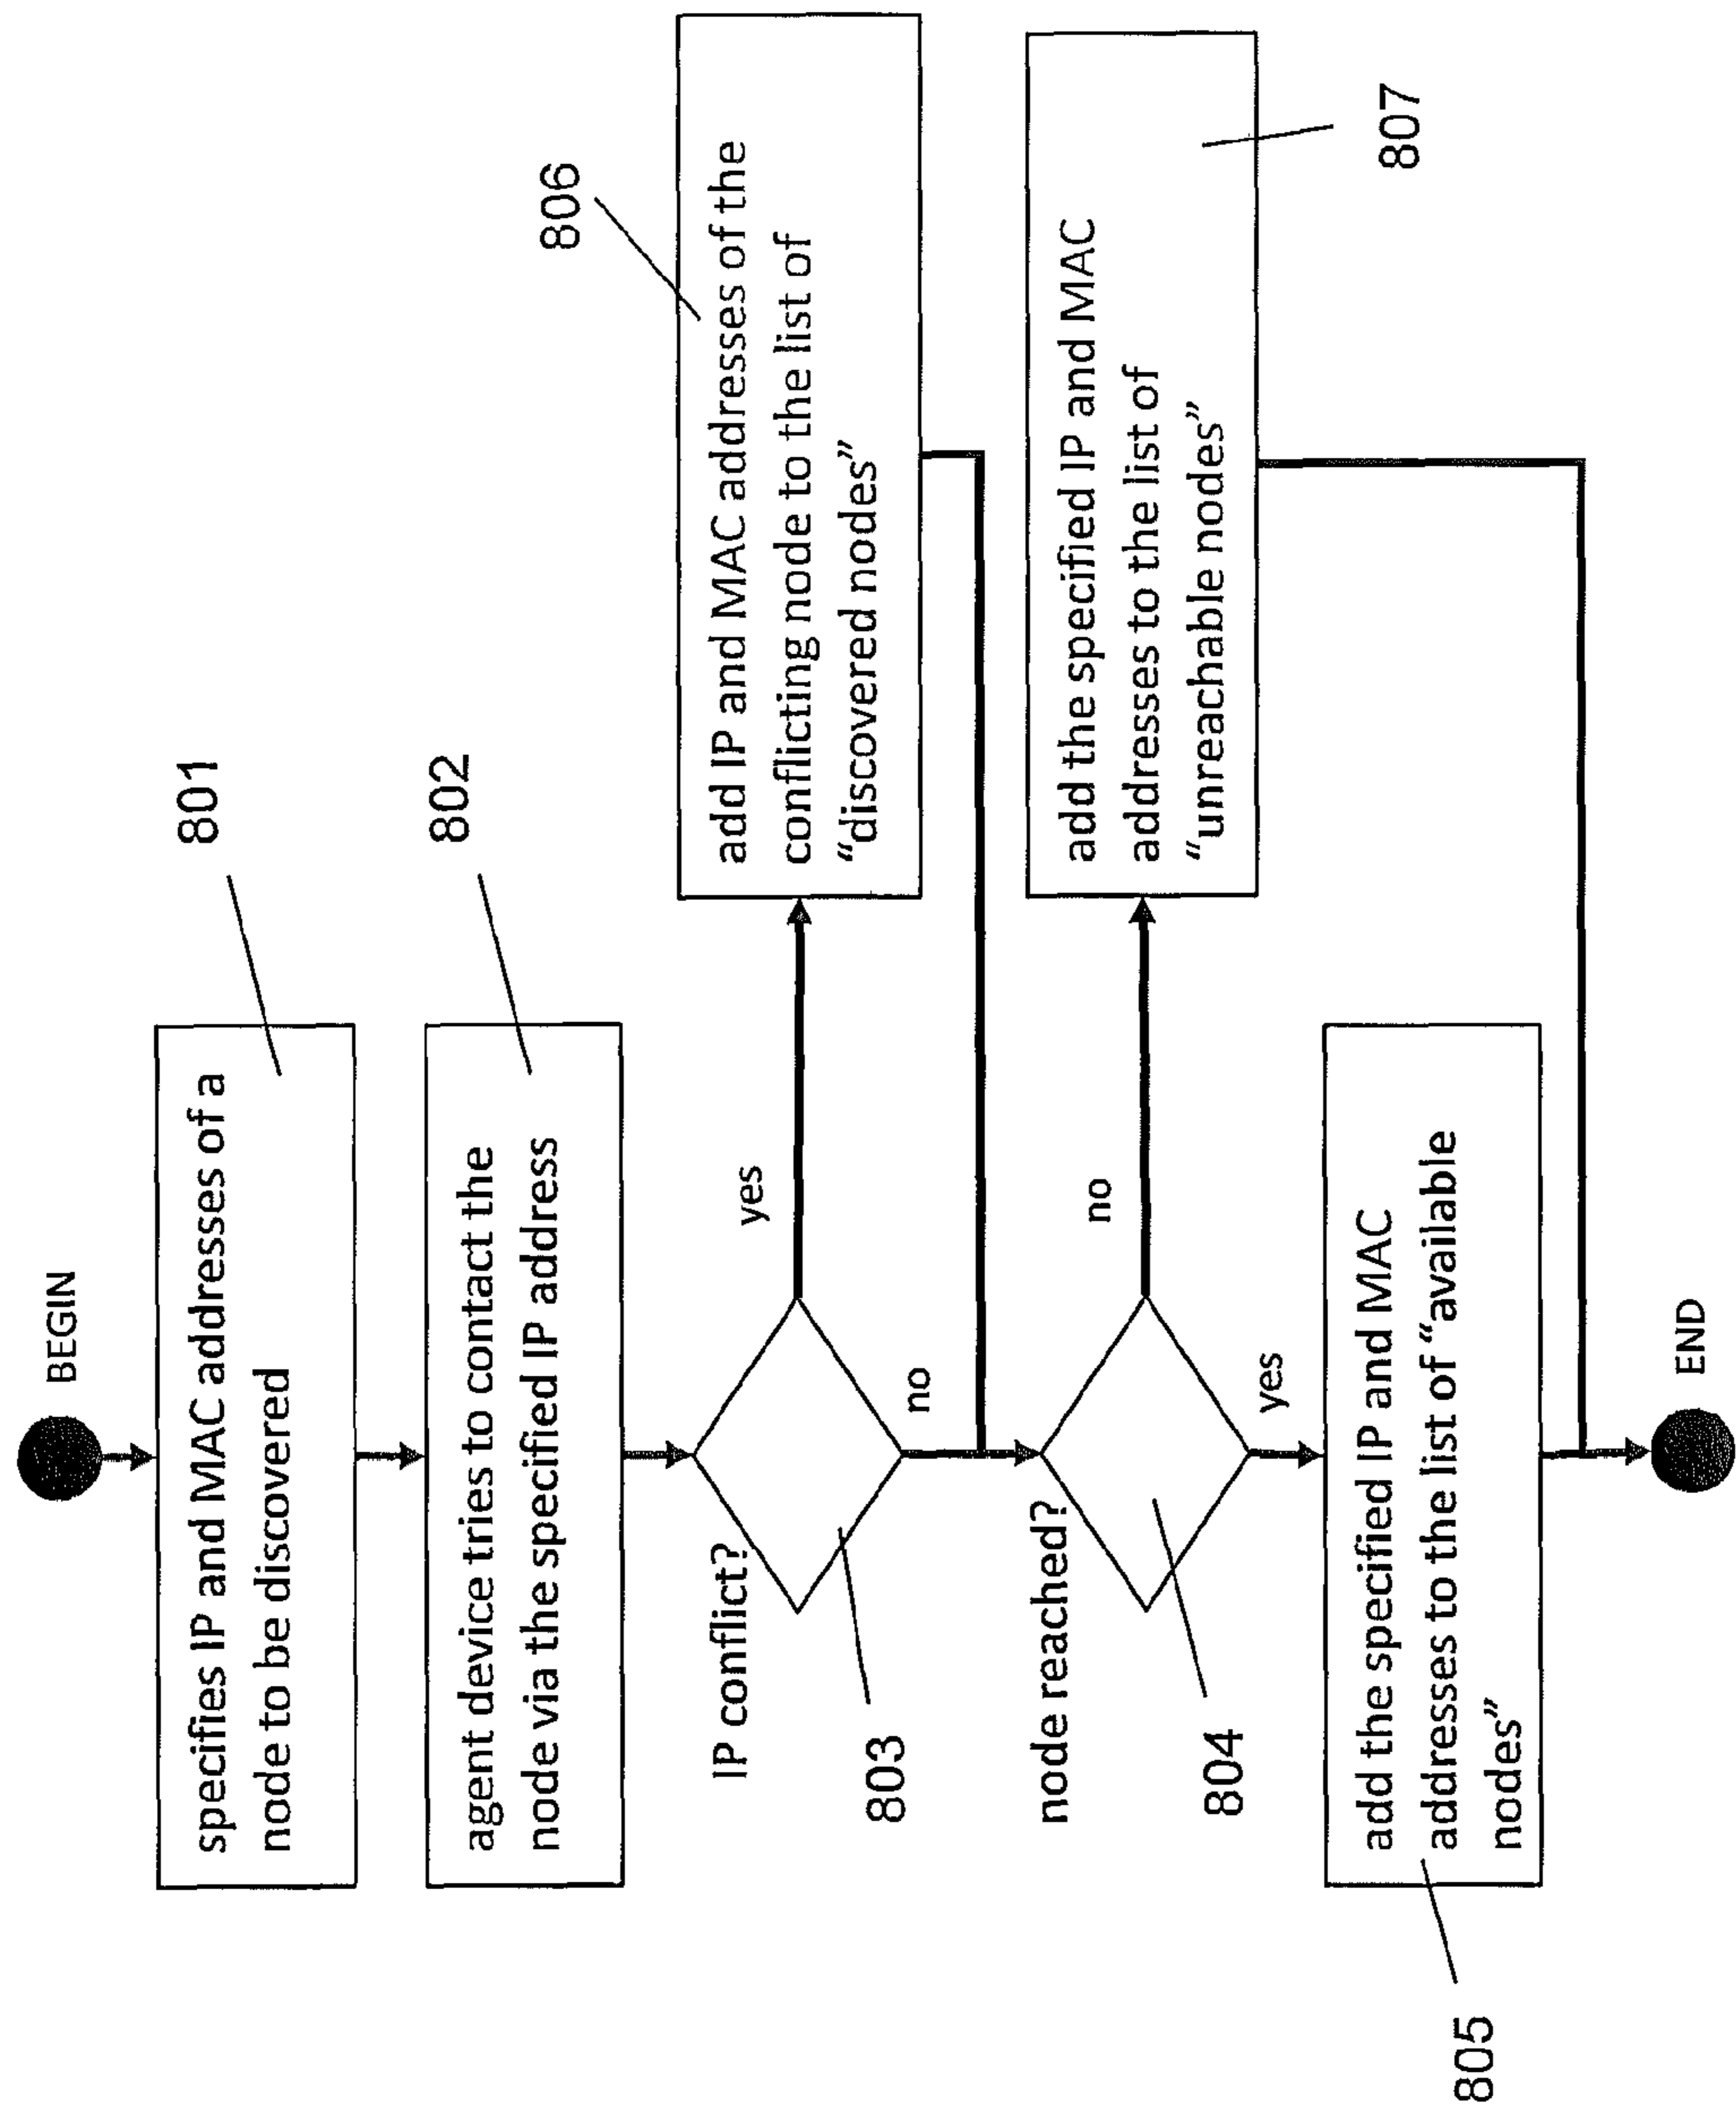 BEGIN
801
specifies IP and MAC addresses of a
node to be discovered
802
agent device tries to contact the
node via the specified IP address
IP conflict?
803
yes
no
806
add IP and MAC addresses of the
conflicting node to the list of
“discovered nodes”
node reached?
804
no
yes
807
add the specified IP and MAC
addresses to the list of
“unreachable nodes”
805
add the specified IP and MAC
addresses to the list of “available
nodes”
END